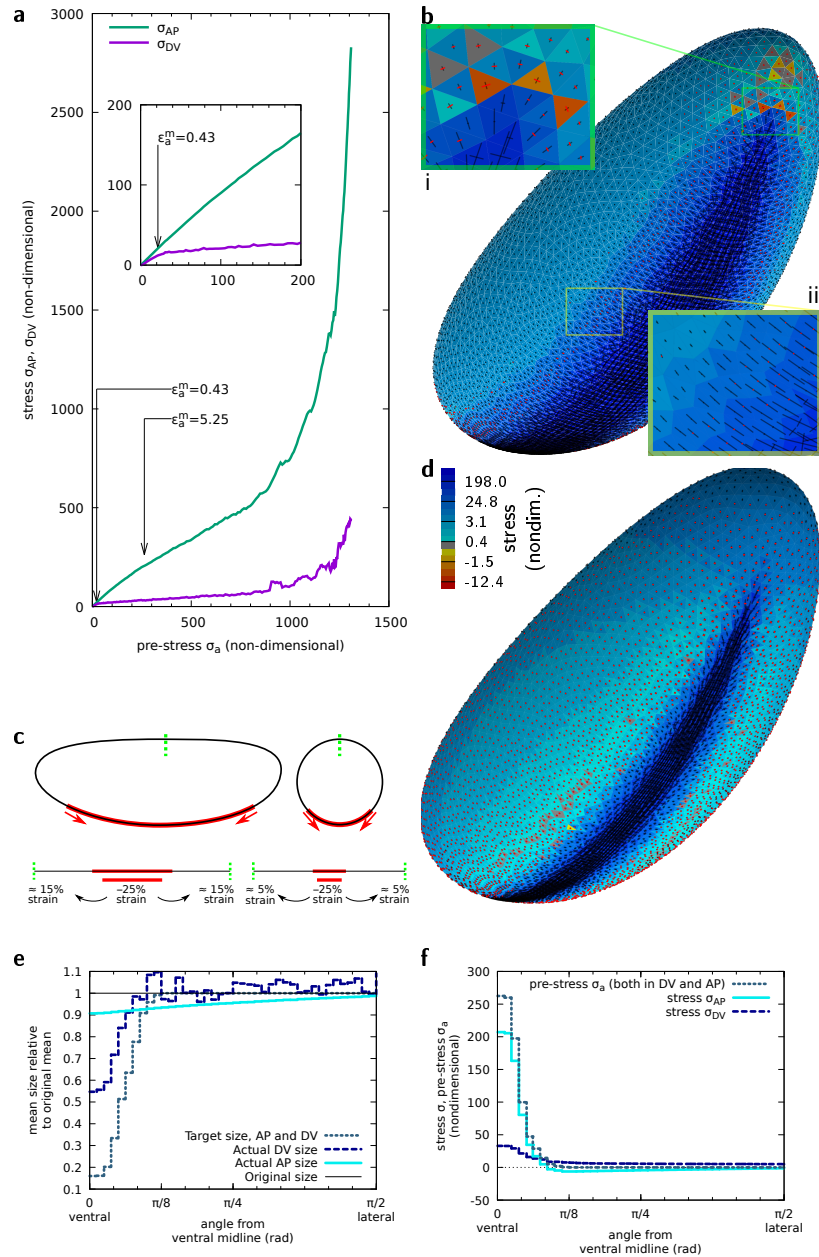 a
3000
2500
2000
1500
1000
500
0
stress σAP, σDV (non-dimensional)
σAP
σDV
200
100
0
εam=0.43
0
100
200
εam=0.43
εam=5.25
0
500
1000
1500
pre-stress σa (non-dimensional)
b
i
ii
c
≈ 15%
strain
–25%
strain
≈ 15%
strain
≈ 5%
strain
–25%
strain
≈ 5%
strain
d
198.0
24.8
3.1
0.4
-1.5
-12.4
stress
(nondim.)
e
1.1
1
0.9
0.8
0.7
0.6
0.5
0.4
0.3
0.2
0.1
mean size relative
to original mean
Target size, AP and DV
Actual DV size
Actual AP size
Original size
0
ventral
π/8
π/4
π/2
lateral
angle from
ventral midline (rad)
f
300
250
200
150
100
50
0
-50
stress σ, pre-stress σa
(nondimensional)
pre-stress σa (both in DV and AP)
stress σAP
stress σDV
0
ventral
π/8
π/4
π/2
lateral
angle from
ventral midline (rad)